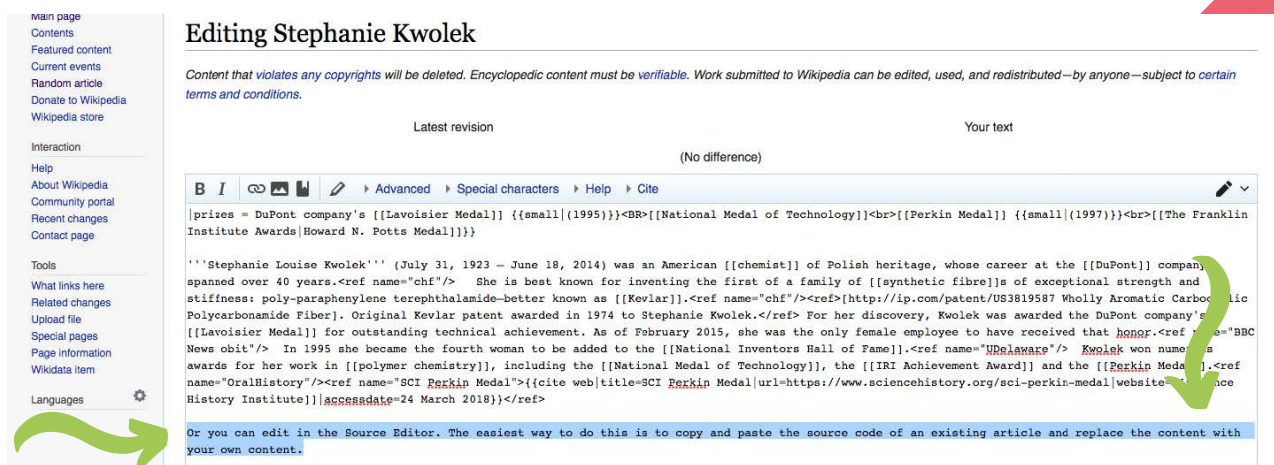 Main page
Contents
Featured content
Current events
Random article
Donate to Wikipedia
Wikipedia store
Interaction
Help
About Wikipedia
Community portal
Recent changes
Contact page
Tools
What links here
Related changes
Upload file
Special pages
Page information
Wikidata item
Languages
Editing Stephanie Kwolek
Content that violates any copyrights will be deleted. Encyclopedic content must be verifiable. Work submitted to Wikipedia can be edited, used, and redistributed—by anyone—subject to certain
terms and conditions.
Latest revision Your text
(No difference)
B I Advanced Special characters Help Cite
|prizes = DuPont company's [[Lavoisier Medal]] {{small|(1995)}}<BR>[[National Medal of Technology]]<br>[[Perkin Medal]] {{small|(1997)}}<br>[[The Franklin
Institute Awards|Howard N. Potts Medal]]}}
'''Stephanie Louise Kwolek''' (July 31, 1923 – June 18, 2014) was an American [[chemist]] of Polish heritage, whose career at the [[DuPont]] company
spanned over 40 years.<ref name="chf"/> She is best known for inventing the first of a family of [[synthetic fibre]]s of exceptional strength and
stiffness: poly-paraphenylene terephthalamide—better known as [[Kevlar]].<ref name="chf"/><ref>[http://ip.com/patent/US3819587 Wholly Aromatic
Polycarbonamide Fiber]. Original Kevlar patent awarded in 1974 to Stephanie Kwolek.</ref> For her discovery, Kwolek was awarded the DuPont company's
[[Lavoisier Medal]] for outstanding technical achievement. As of February 2015, she was the only female employee to have received that honor.<ref ="BBC
News obit"/> In 1995 she became the fourth woman to be added to the [[National Inventors Hall of Fame]].<ref name="UDelaware"/> Kwolek won
awards for her work in [[polymer chemistry]], including the [[National Medal of Technology]], the [[IRI Achievement Award]] and the [[Perkin .<ref
name="OralHistory"/><ref name="SCI Perkin Medal">{{cite web|title=SCI Perkin Medal|url=https://www.sciencehistory.org/sci-perkin-medal|website=
History Institute]]|accessdate=24 March 2018}}</ref>
Or you can edit in the Source Editor. The easiest way to do this is to copy and paste the source code of an existing article and replace the content with
your own content.